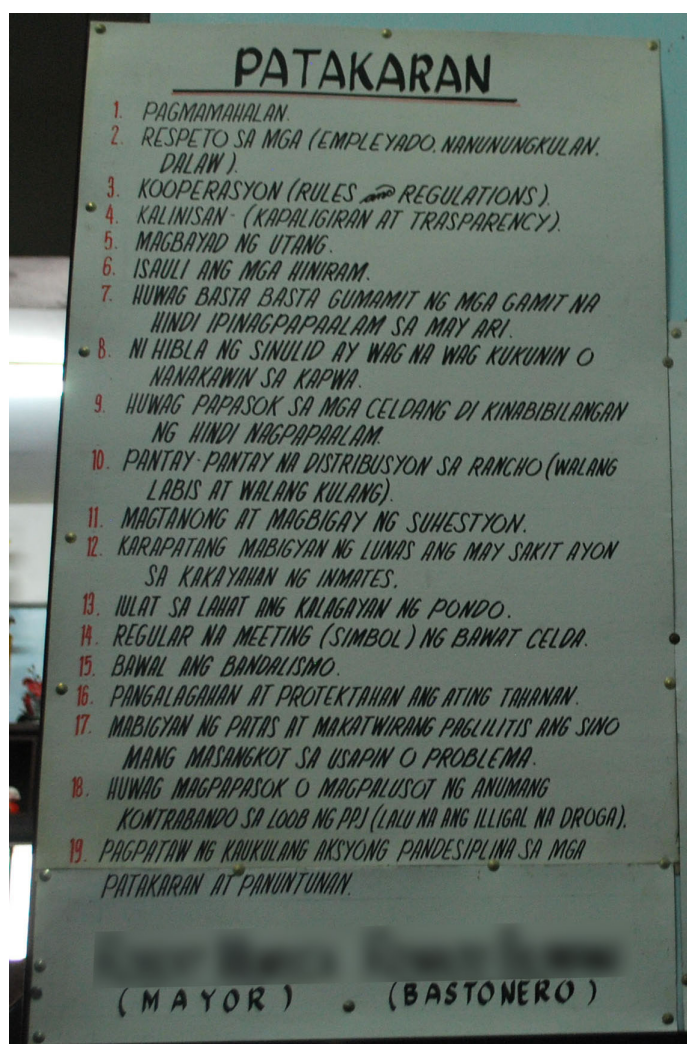 PATAKARAN
1. PAGMAMAHALAN.
2. RESPETO SA MGA (EMPLEYADO, NANUNUNGKULAN,
DALAW).
3. KOOPERASYON (RULES and REGULATIONS).
4. KALINISAN - (KAPALIGIRAN AT TRASPARENCY).
5. MAGBAYAD NG UTANG.
6. ISAULI ANG MGA HINIRAM.
7. HUWAG BASTA BASTA GUMAMIT NG MGA GAMIT NA
HINDI IPINAGPAPAALAM SA MAY ARI.
8. NI HIBLA NG SINULID AY WAG NA WAG KUKUNIN O
NANAKAWIN SA KAPWA.
9. HUWAG PAPASOK SA MGA CELDANG DI KINABIBILANGAN
NG HINDI NAGPAPAALAM.
10. PANTAY-PANTAY NA DISTRIBUSYON SA RANCHO (WALANG
LABIS AT WALANG KULANG).
11. MAGTANONG AT MAGBIGAY NG SUHESTYON.
12. KARAPATANG MABIGYAN NG LUNAS ANG MAY SAKIT AYON
SA KAKAYAHAN NG INMATES.
13. IULAT SA LAHAT ANG KALAGAYAN NG PONDO.
14. REGULAR NA MEETING (SIMBOL) NG BAWAT CELDA.
15. BAWAL ANG BANDALISMO.
16. PANGALAGAHAN AT PROTEKTAHAN ANG ATING TAHANAN.
17. MABIGYAN NG PATAS AT MAKATWIRANG PAGLILITIS ANG SINO
MANG MASANGKOT SA USAPIN O PROBLEMA.
18. HUWAG MAGPAPASOK O MAGPALUSOT NG ANUMANG
KONTRABANDO SA LOOB NG PPJ (LALU NA ANG ILLIGAL NA DROGA).
19. PAGPATAW NG KAUKULANG AKSYONG PANDESIPLINA SA MGA
PATAKARAN AT PANUNTUNAN.
(MAYOR) (BASTONERO)